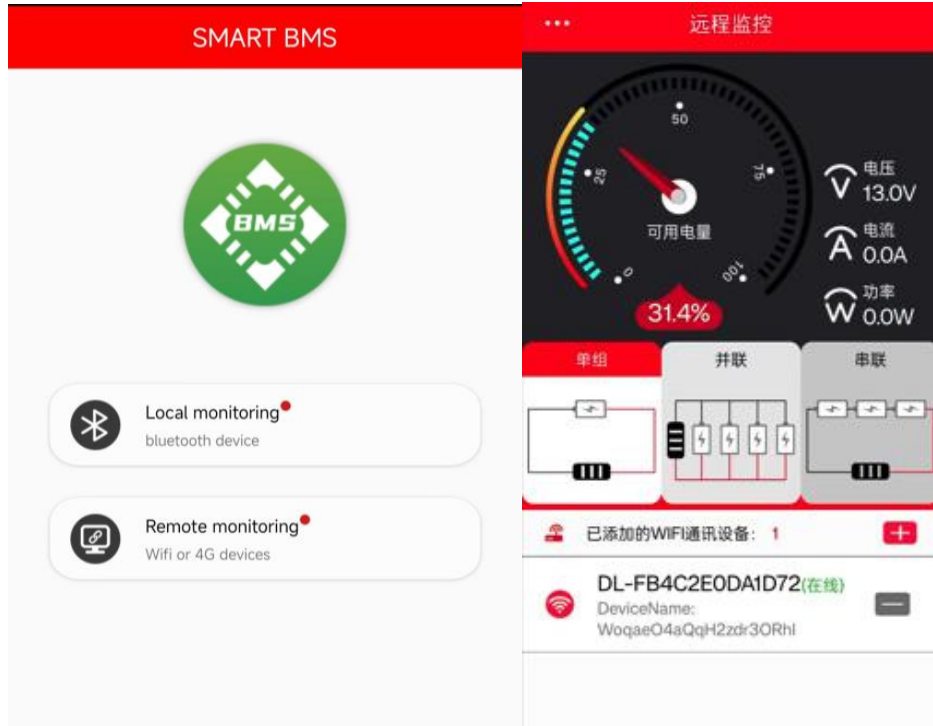 SMART BMS
BMS
Local monitoring
bluetooth device
Remote monitoring
Wifi or 4G devices
远程监控
50
25
75
0
100
可用电量
31.4%
V 电压
13.0V
A 电流
0.0A
W 功率
0.0W
单组
并联
串联
已添加的WIFI通讯设备： 1
DL-FB4C2E0DA1D72(在线)
DeviceName:
WoqaeO4aQqH2zdr3ORhI